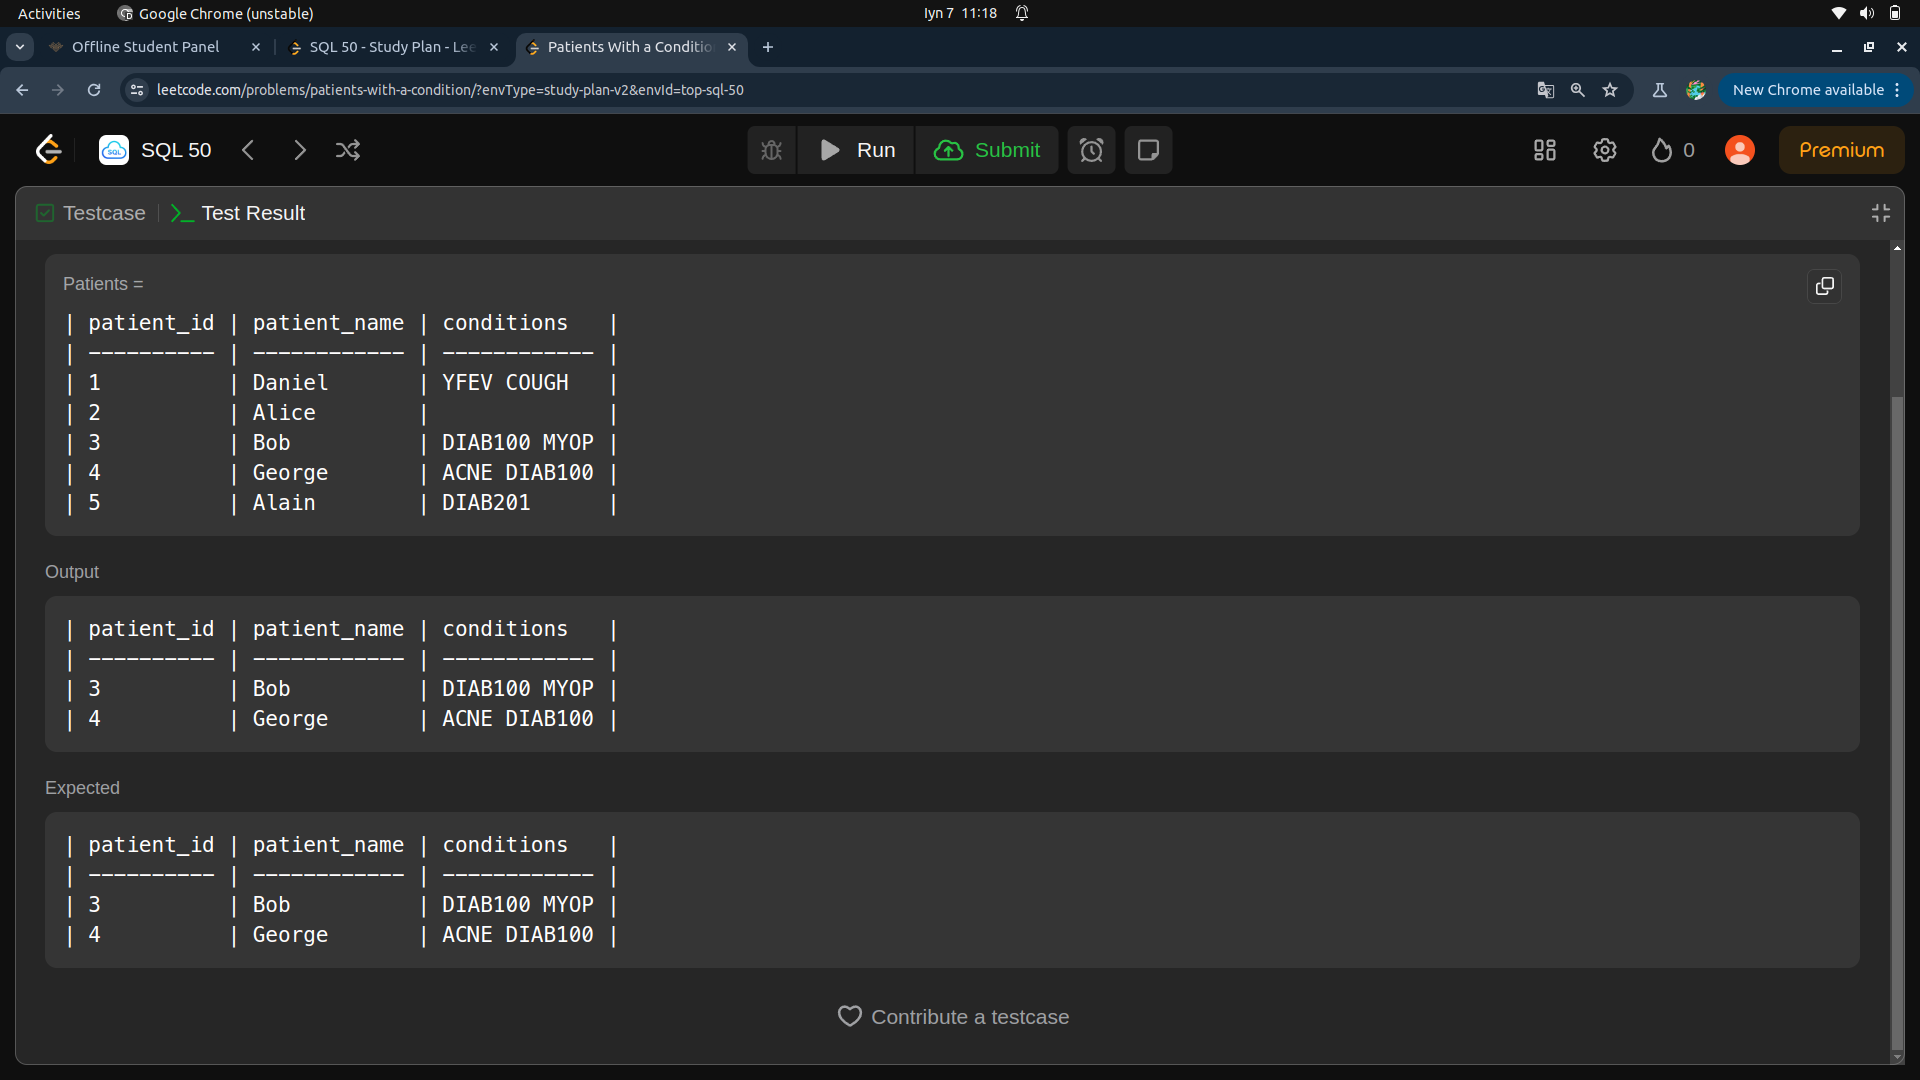 Activities
Google Chrome (unstable)
Iyn 7 11:18
Offline Student Panel
SQL 50 - Study Plan - Lee
Patients With a Conditio
leetcode.com/problems/patients-with-a-condition/?envType=study-plan-v2&envId=top-sql-50
New Chrome available
SQL
SQL 50
Run
Submit
0
Premium
Testcase
Test Result
Patients =
| patient_id | patient_name | conditions   |
| ---------- | ------------ | ------------ |
| 1          | Daniel       | YFEV COUGH   |
| 2          | Alice        |              |
| 3          | Bob          | DIAB100 MYOP |
| 4          | George       | ACNE DIAB100 |
| 5          | Alain        | DIAB201      |
Output
| patient_id | patient_name | conditions   |
| ---------- | ------------ | ------------ |
| 3          | Bob          | DIAB100 MYOP |
| 4          | George       | ACNE DIAB100 |
Expected
| patient_id | patient_name | conditions   |
| ---------- | ------------ | ------------ |
| 3          | Bob          | DIAB100 MYOP |
| 4          | George       | ACNE DIAB100 |
Contribute a testcase